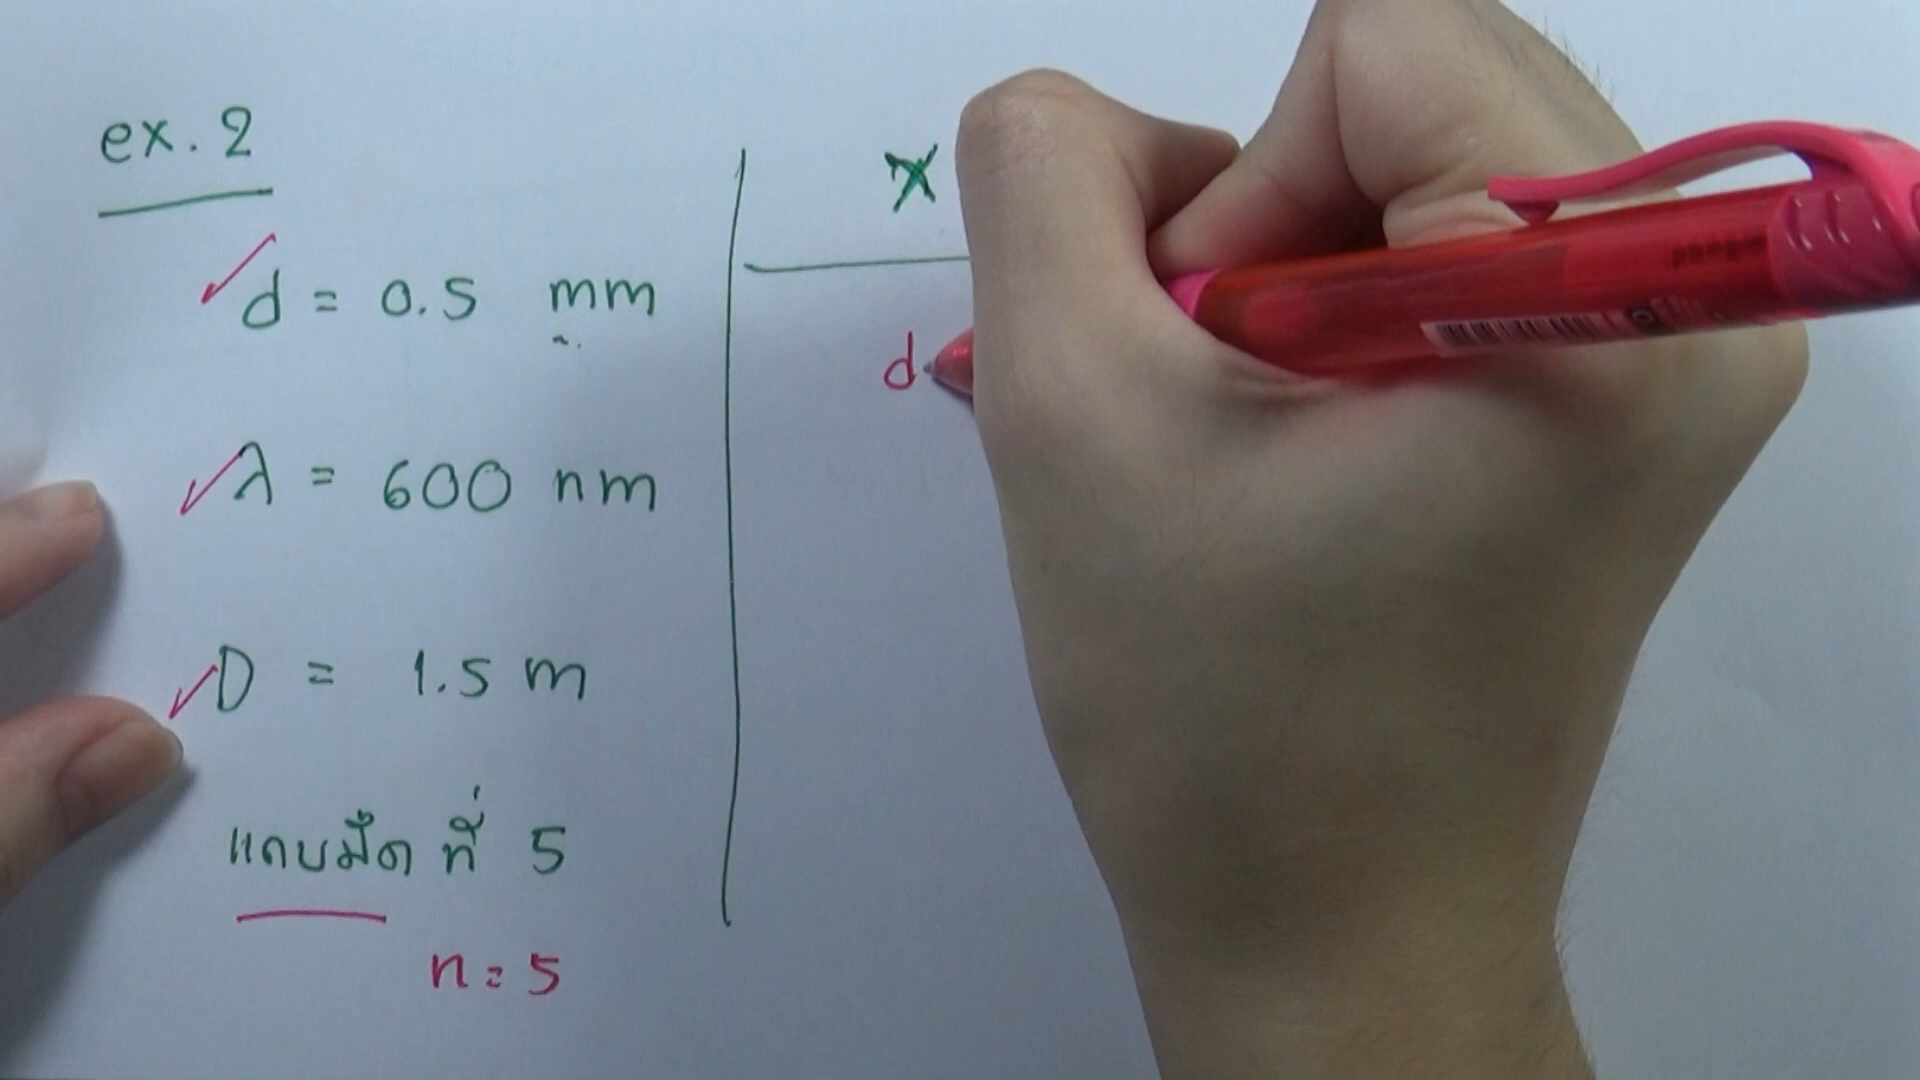 ex. 2
d = 0.5 mm
λ = 600 nm
D = 1.5 m
แถบมืด ที่ 5
n = 5
X
d